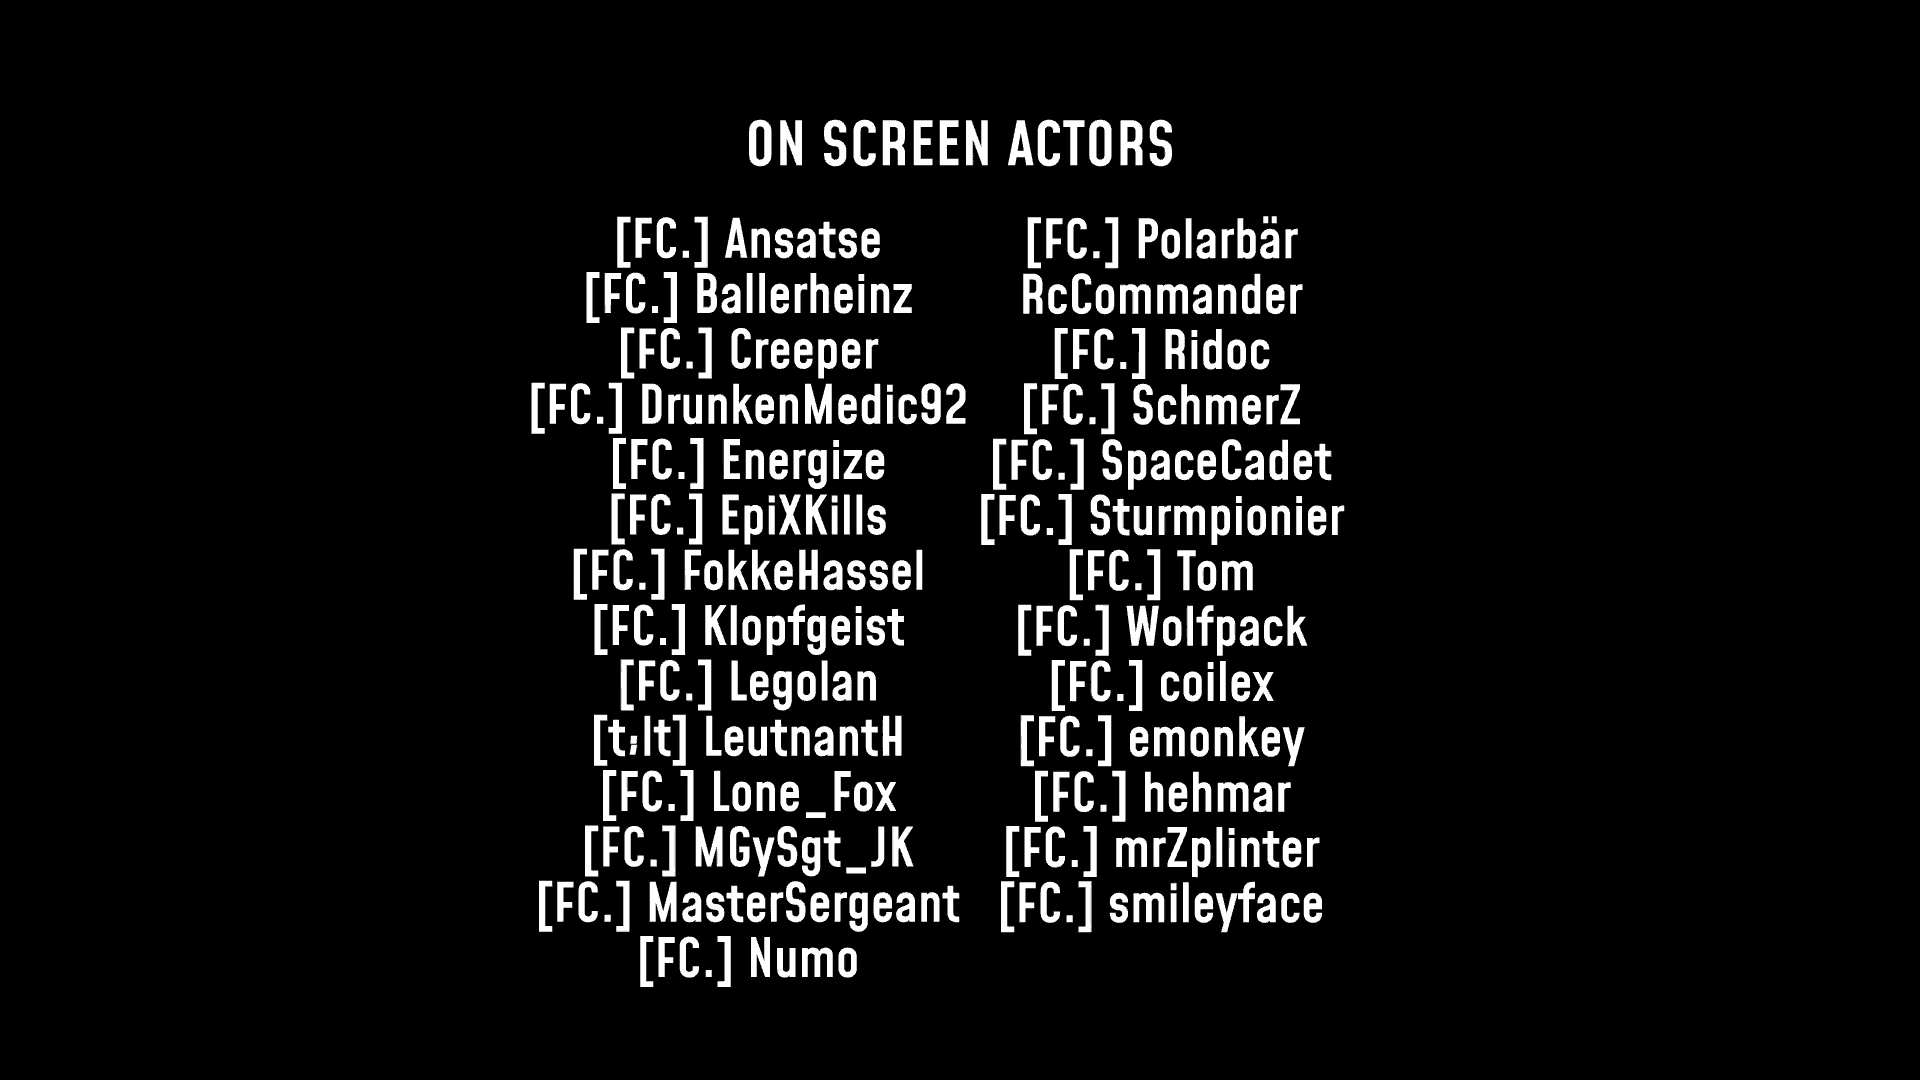 ON SCREEN ACTORS
[FC.] Ansatse
[FC.] Ballerheinz
[FC.] Creeper
[FC.] DrunkenMedic92
[FC.] Energize
[FC.] EpiXKills
[FC.] FokkeHassel
[FC.] Klopfgeist
[FC.] Legolan
[t;lt] LeutnantH
[FC.] Lone_Fox
[FC.] MGySgt_JK
[FC.] MasterSergeant
[FC.] Numo
[FC.] Polarbär
RcCommander
[FC.] Ridoc
[FC.] SchmerZ
[FC.] SpaceCadet
[FC.] Sturmpionier
[FC.] Tom
[FC.] Wolfpack
[FC.] coilex
[FC.] emonkey
[FC.] hehmar
[FC.] mrZplinter
[FC.] smileyface